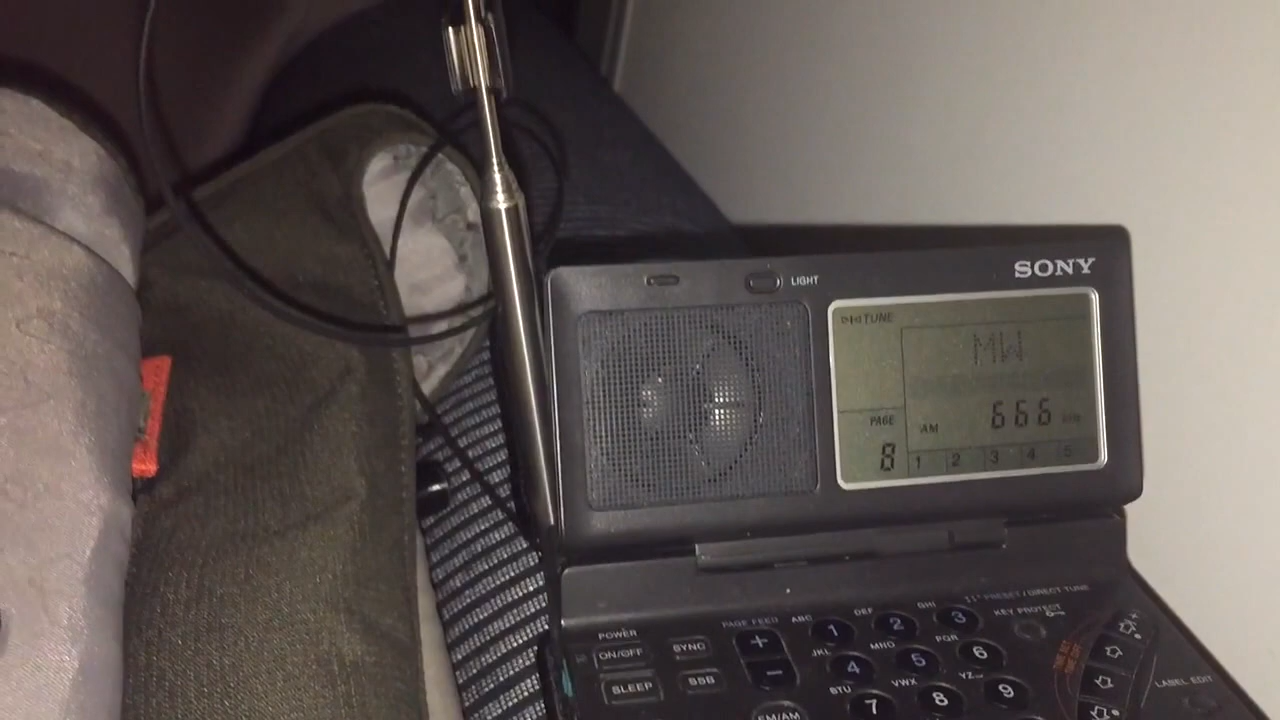 LIGHT
SONY
TUNE
MW
AM 666
PAGE
8
1 2 3 4 5
PRESET / DIRECT TUNE
KEY PROTECT
POWER
ON/OFF
SLEEP
SYNC
SSB
PAGE FEED
+
−
FM/AM
ABC DEF GHI
1 2 3
JKL MNO PQR
4 5 6
STU VWX YZ
7 8 9
LABEL EDIT